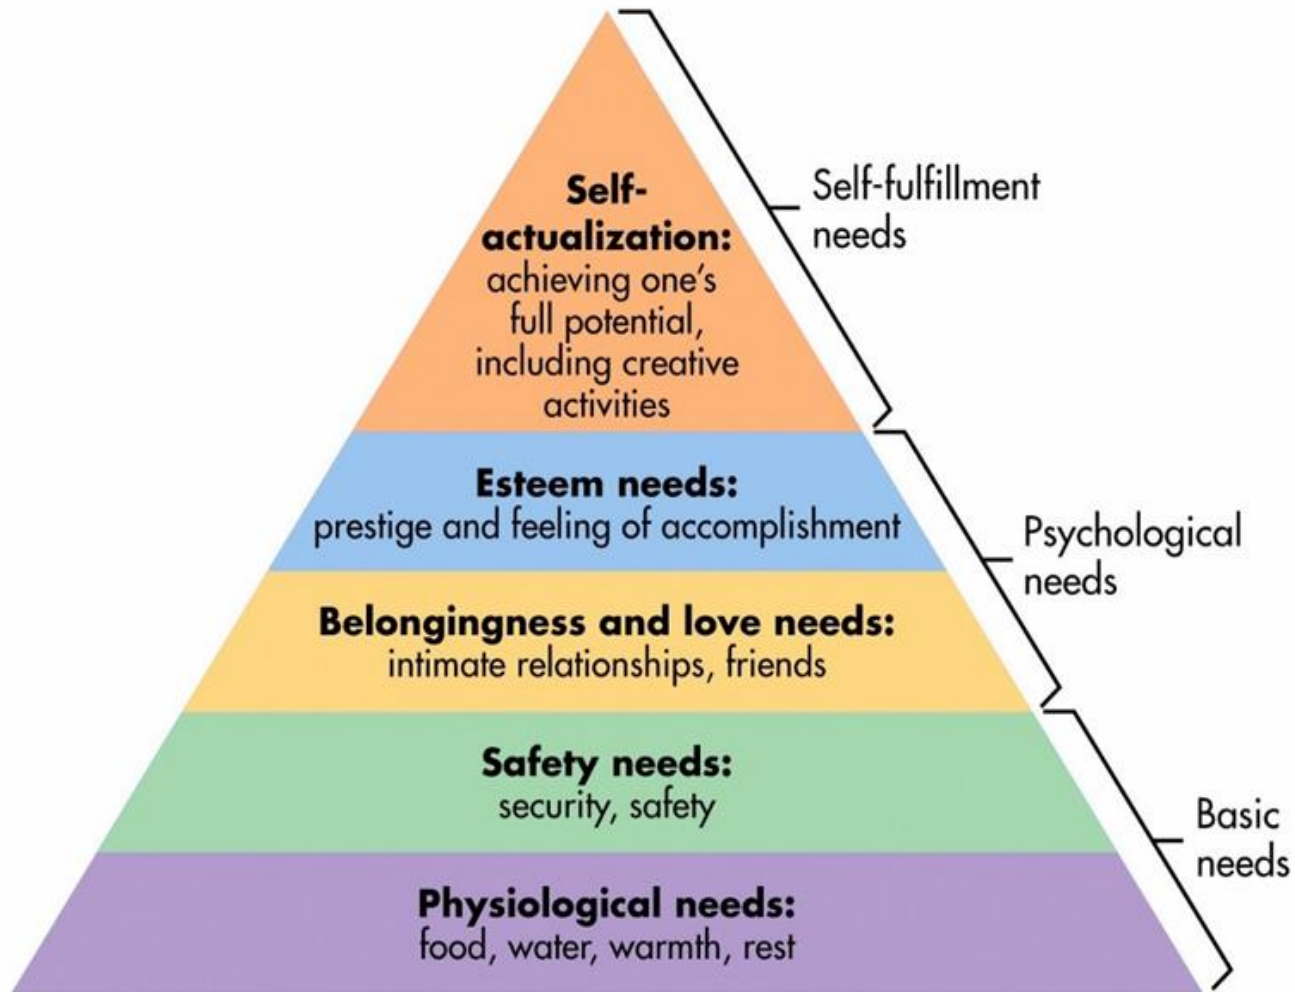 Self-
actualization:
achieving one's
full potential,
including creative
activities
Self-fulfillment
needs
Esteem needs:
prestige and feeling of accomplishment
Psychological
needs
Belongingness and love needs:
intimate relationships, friends
Safety needs:
security, safety
Basic
needs
Physiological needs:
food, water, warmth, rest